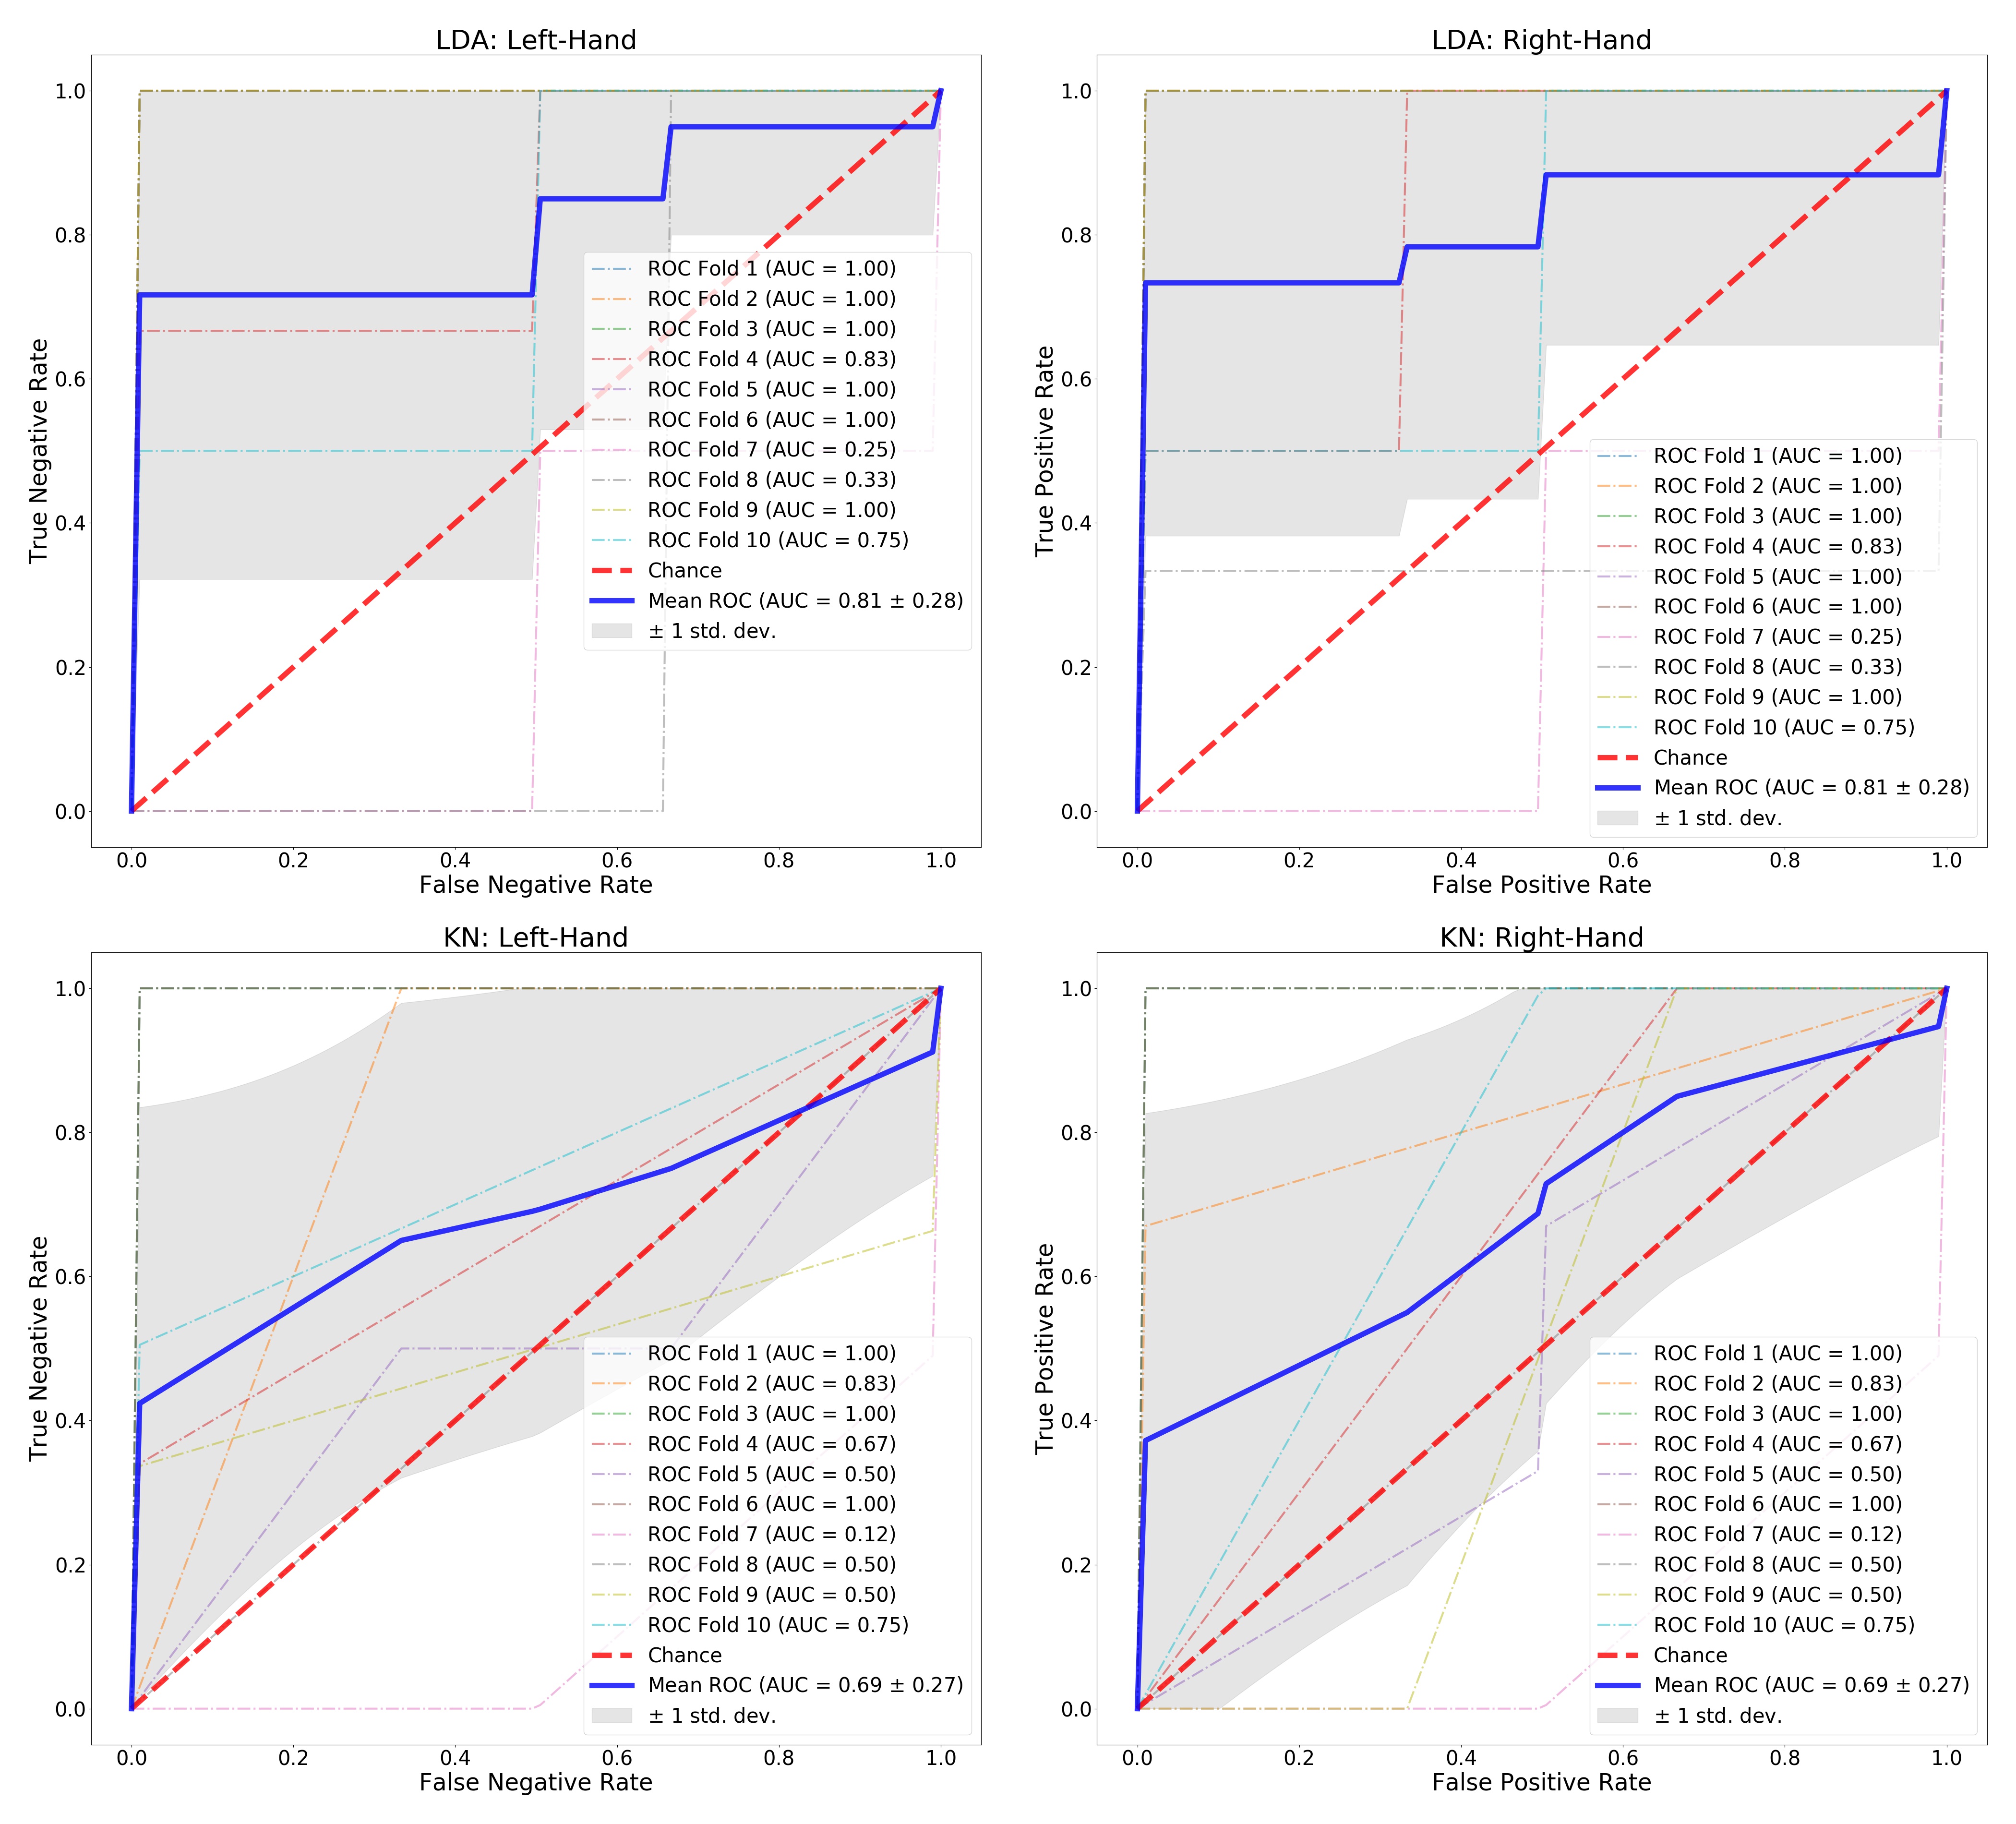 LDA: Left-Hand
True Negative Rate
1.0
0.8
0.6
0.4
0.2
0.0
ROC Fold 1 (AUC = 1.00)
ROC Fold 2 (AUC = 1.00)
ROC Fold 3 (AUC = 1.00)
ROC Fold 4 (AUC = 0.83)
ROC Fold 5 (AUC = 1.00)
ROC Fold 6 (AUC = 1.00)
ROC Fold 7 (AUC = 0.25)
ROC Fold 8 (AUC = 0.33)
ROC Fold 9 (AUC = 1.00)
ROC Fold 10 (AUC = 0.75)
Chance
Mean ROC (AUC = 0.81 ± 0.28)
± 1 std. dev.
0.0 0.2 0.4 0.6 0.8 1.0
False Negative Rate
LDA: Right-Hand
True Positive Rate
1.0
0.8
0.6
0.4
0.2
0.0
ROC Fold 1 (AUC = 1.00)
ROC Fold 2 (AUC = 1.00)
ROC Fold 3 (AUC = 1.00)
ROC Fold 4 (AUC = 0.83)
ROC Fold 5 (AUC = 1.00)
ROC Fold 6 (AUC = 1.00)
ROC Fold 7 (AUC = 0.25)
ROC Fold 8 (AUC = 0.33)
ROC Fold 9 (AUC = 1.00)
ROC Fold 10 (AUC = 0.75)
Chance
Mean ROC (AUC = 0.81 ± 0.28)
± 1 std. dev.
0.0 0.2 0.4 0.6 0.8 1.0
False Positive Rate
KN: Left-Hand
True Negative Rate
1.0
0.8
0.6
0.4
0.2
0.0
ROC Fold 1 (AUC = 1.00)
ROC Fold 2 (AUC = 0.83)
ROC Fold 3 (AUC = 1.00)
ROC Fold 4 (AUC = 0.67)
ROC Fold 5 (AUC = 0.50)
ROC Fold 6 (AUC = 1.00)
ROC Fold 7 (AUC = 0.12)
ROC Fold 8 (AUC = 0.50)
ROC Fold 9 (AUC = 0.50)
ROC Fold 10 (AUC = 0.75)
Chance
Mean ROC (AUC = 0.69 ± 0.27)
± 1 std. dev.
0.0 0.2 0.4 0.6 0.8 1.0
False Negative Rate
KN: Right-Hand
True Positive Rate
1.0
0.8
0.6
0.4
0.2
0.0
ROC Fold 1 (AUC = 1.00)
ROC Fold 2 (AUC = 0.83)
ROC Fold 3 (AUC = 1.00)
ROC Fold 4 (AUC = 0.67)
ROC Fold 5 (AUC = 0.50)
ROC Fold 6 (AUC = 1.00)
ROC Fold 7 (AUC = 0.12)
ROC Fold 8 (AUC = 0.50)
ROC Fold 9 (AUC = 0.50)
ROC Fold 10 (AUC = 0.75)
Chance
Mean ROC (AUC = 0.69 ± 0.27)
± 1 std. dev.
0.0 0.2 0.4 0.6 0.8 1.0
False Positive Rate